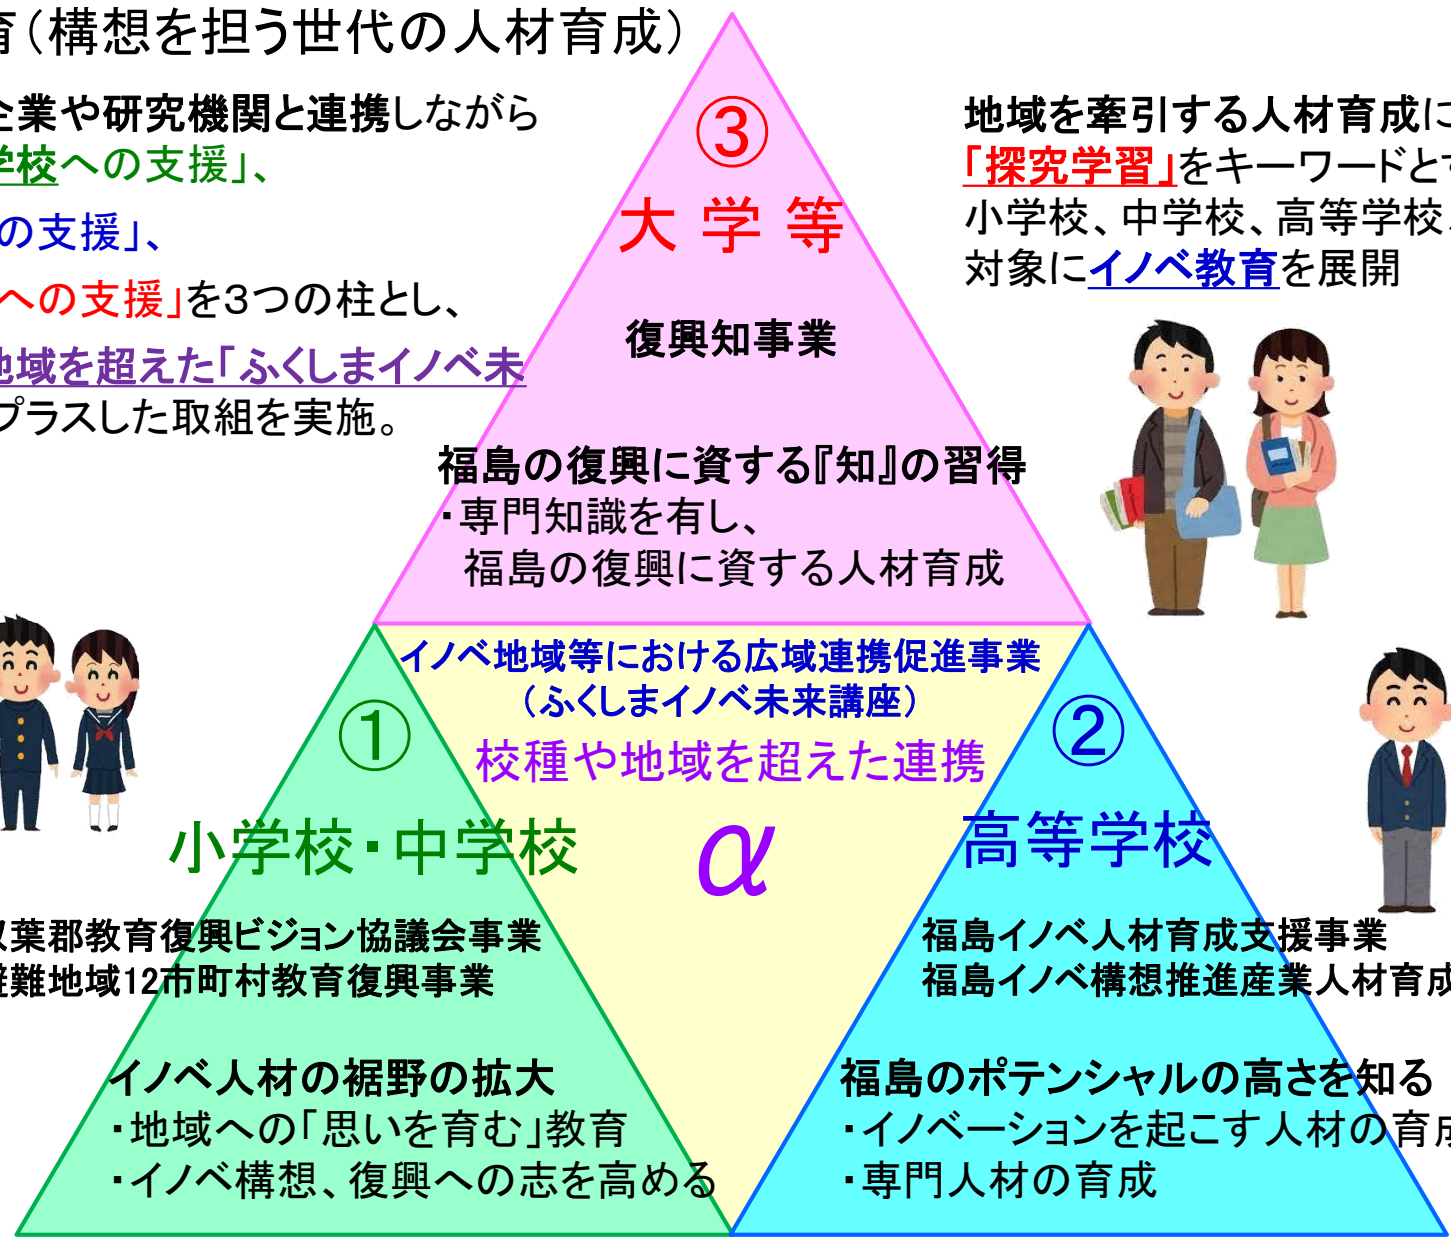 育（構想を担う世代の人材育成）
企業や研究機関と連携しながら
学校への支援」、
の支援」、
への支援」を3つの柱とし、
地域を超えた「ふくしまイノベ未
プラスした取組を実施。
地域を牽引する人材育成に
「探究学習」をキーワードとす
小学校、中学校、高等学校、
対象にイノベ教育を展開
③
大学等
復興知事業
福島の復興に資する『知』の習得
・専門知識を有し、
福島の復興に資する人材育成
イノベ地域等における広域連携促進事業
（ふくしまイノベ未来講座）
校種や地域を超えた連携
α
①
小学校・中学校
双葉郡教育復興ビジョン協議会事業
避難地域12市町村教育復興事業
イノベ人材の裾野の拡大
・地域への「思いを育む」教育
・イノベ構想、復興への志を高める
②
高等学校
福島イノベ人材育成支援事業
福島イノベ構想推進産業人材育成
福島のポテンシャルの高さを知る
・イノベーションを起こす人材の育成
・専門人材の育成